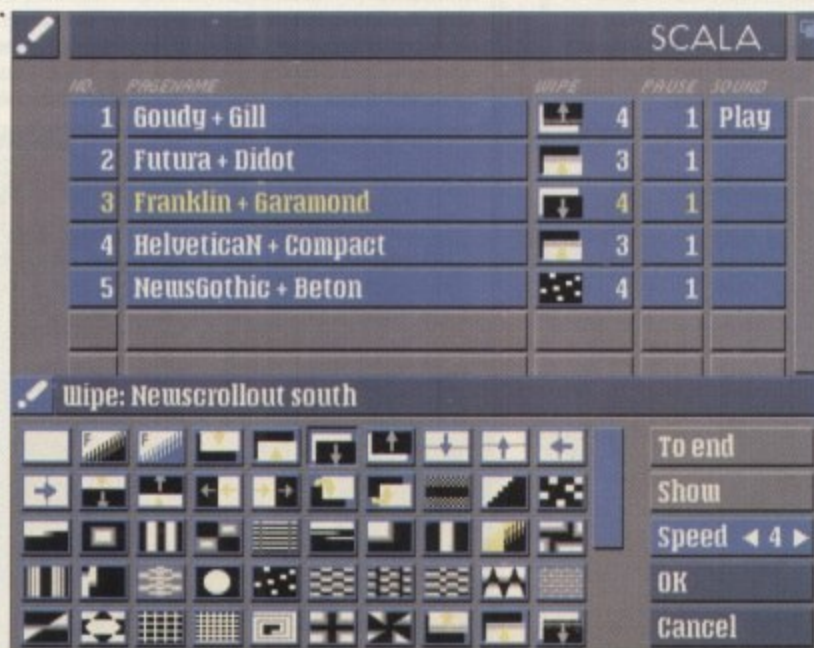 SCALA
NO. PAGENAME WIPE PAUSE SOUND
1 Goudy + Gill 4 1 Play
2 Futura + Didot 3 1
3 Franklin + Garamond 4 1
4 HelveticaN + Compact 3 1
5 NewsGothic + Beton 4 1
Wipe: Newscrollout south
To end
Show
Speed 4
OK
Cancel
F F